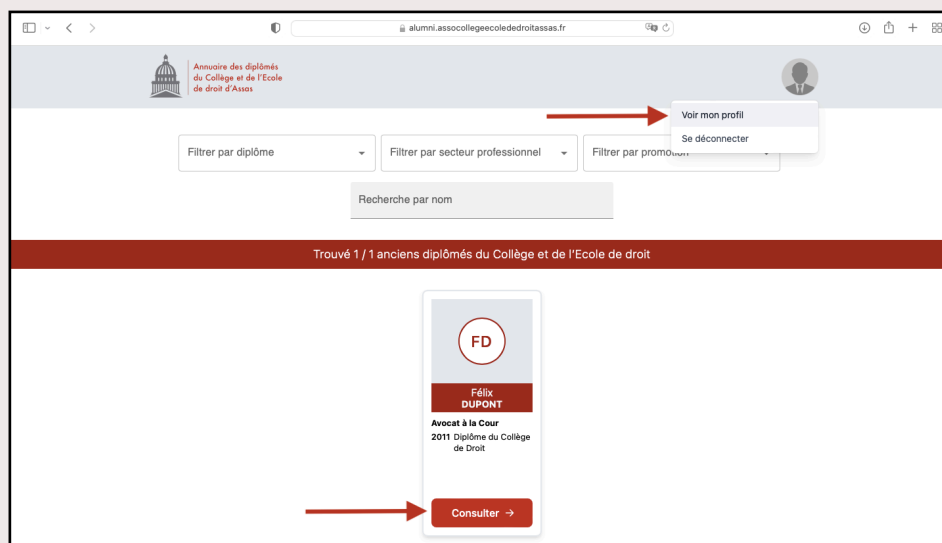 alumni.assocollegeecolededroitassas.fr
Annuaire des diplômés
du Collège et de l'Ecole
de droit d'Assas
Voir mon profil
Se déconnecter
Filtrer par diplôme
Filtrer par secteur professionnel
Filtrer par promotion
Recherche par nom
Trouvé 1 / 1 anciens diplômés du Collège et de l'Ecole de droit
FD
Félix
DUPONT
Avocat à la Cour
2011 Diplôme du Collège
de Droit
Consulter →